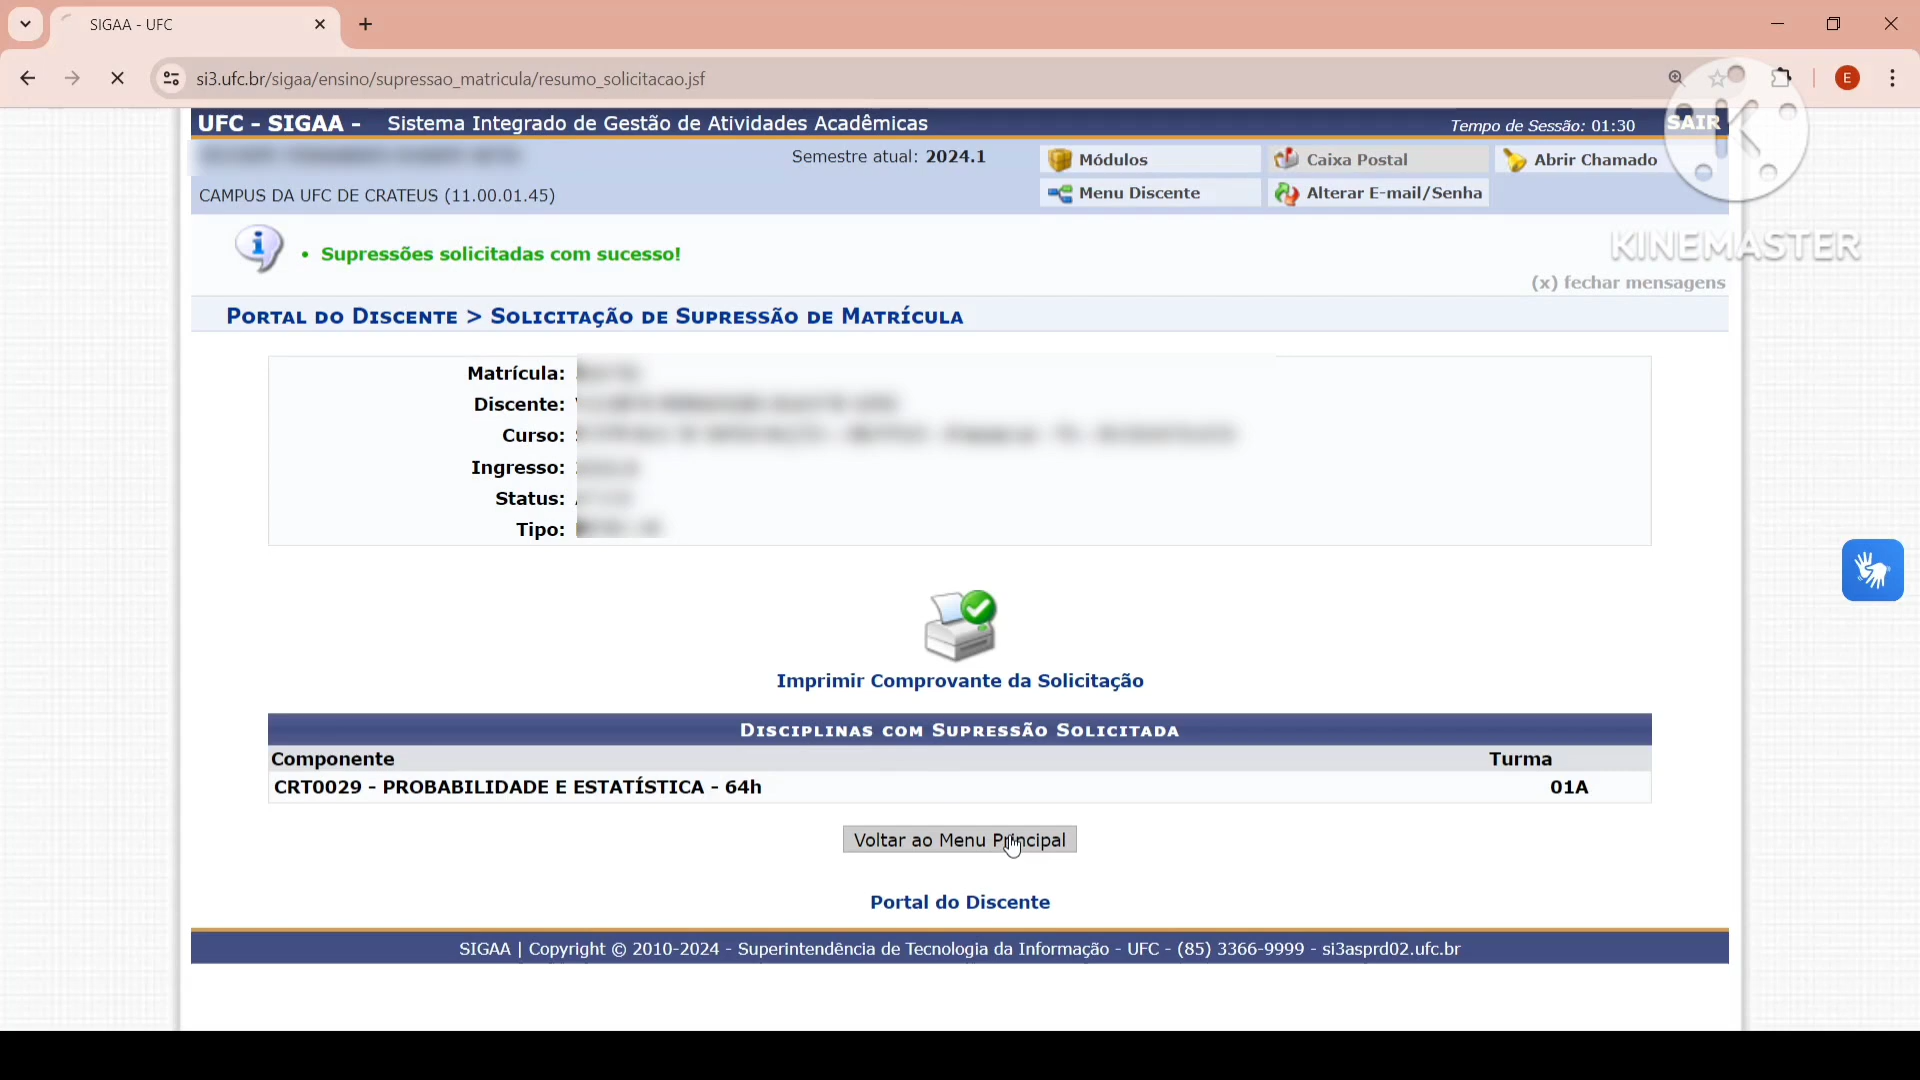 SIGAA - UFC
si3.ufc.br/sigaa/ensino/supressao_matricula/resumo_solicitacao.jsf
E
UFC - SIGAA - Sistema Integrado de Gestão de Atividades Acadêmicas
Tempo de Sessão: 01:30 SAIR
Semestre atual: 2024.1
Módulos
Caixa Postal
Abrir Chamado
CAMPUS DA UFC DE CRATEUS (11.00.01.45)
Menu Discente
Alterar E-mail/Senha
K
KINEMASTER
• Supressões solicitadas com sucesso!
(x) fechar mensagens
PORTAL DO DISCENTE > SOLICITAÇÃO DE SUPRESSÃO DE MATRÍCULA
Matrícula:
Discente:
Curso:
Ingresso:
Status:
Tipo:
Imprimir Comprovante da Solicitação
DISCIPLINAS COM SUPRESSÃO SOLICITADA
Componente Turma
CRT0029 - PROBABILIDADE E ESTATÍSTICA - 64h 01A
Voltar ao Menu Principal
Portal do Discente
SIGAA | Copyright © 2010-2024 - Superintendência de Tecnologia da Informação - UFC - (85) 3366-9999 - si3asprd02.ufc.br